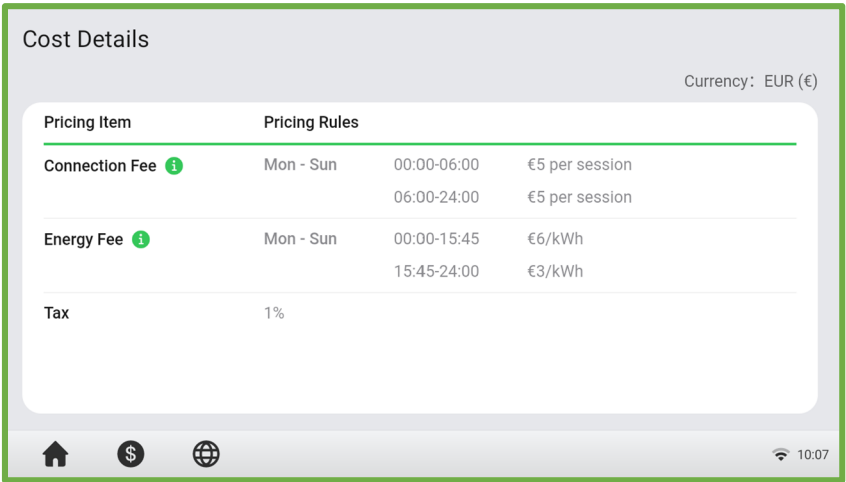 Cost Details
Currency: EUR (€)
Pricing Item Pricing Rules
Connection Fee i Mon - Sun 00:00-06:00 €5 per session
06:00-24:00 €5 per session
Energy Fee i Mon - Sun 00:00-15:45 €6/kWh
15:45-24:00 €3/kWh
Tax 1%
$ 10:07